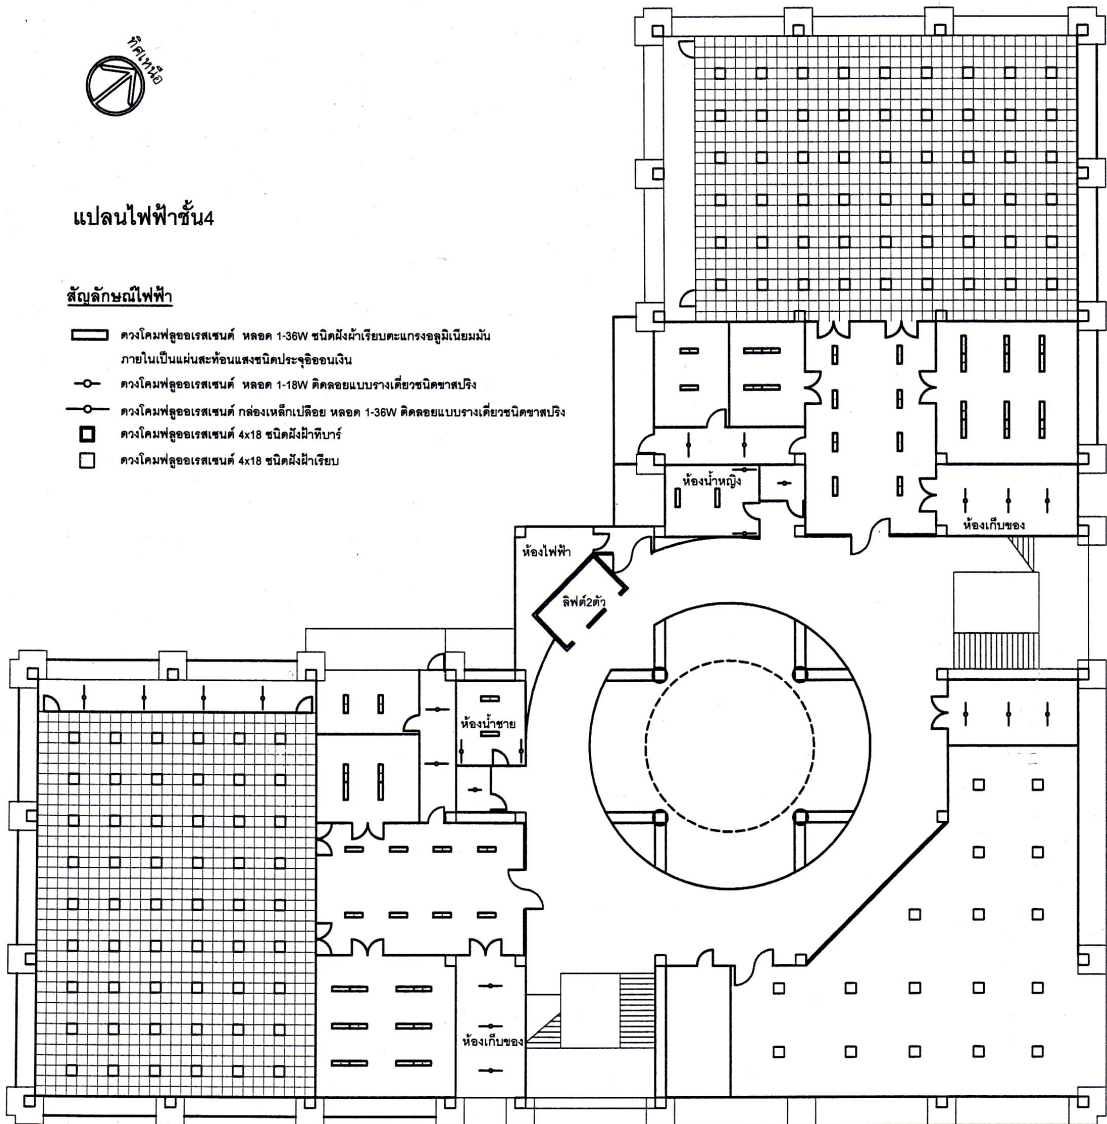 ทิศเหนือ
แปลนไฟฟ้าชั้น4
สัญลักษณ์ไฟฟ้า
ดวงโคมฟลูออเรสเซนต์ หลอด 1-36W ชนิดฝังฝ้าเรียบตะแกรงอลูมิเนียมมัน
ภายในเป็นแผ่นสะท้อนแสงชนิดประจุอิออนเงิน
ดวงโคมฟลูออเรสเซนต์ หลอด 1-18W ติดลอยแบบรางเดี่ยวชนิดขาสปริง
ดวงโคมฟลูออเรสเซนต์ กล่องเหล็กเปลือย หลอด 1-36W ติดลอยแบบรางเดี่ยวชนิดขาสปริง
ดวงโคมฟลูออเรสเซนต์ 4x18 ชนิดฝังฝ้าทีบาร์
ดวงโคมฟลูออเรสเซนต์ 4x18 ชนิดฝังฝ้าเรียบ
ห้องน้ำหญิง
ห้องเก็บของ
ห้องไฟฟ้า
ลิฟต์2ตัว
ห้องน้ำชาย
ห้องเก็บของ